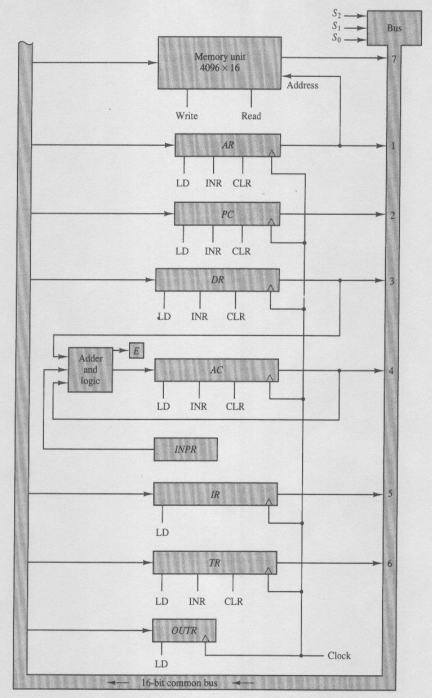 S2
S1
S0
Bus
Memory unit
4096 × 16
7
Address
Write Read
AR
1
LD INR CLR
PC
2
LD INR CLR
DR
3
LD INR CLR
E
Adder
and
logic
AC
4
LD INR CLR
INPR
IR
5
LD
TR
6
LD INR CLR
OUTR
LD
Clock
16-bit common bus